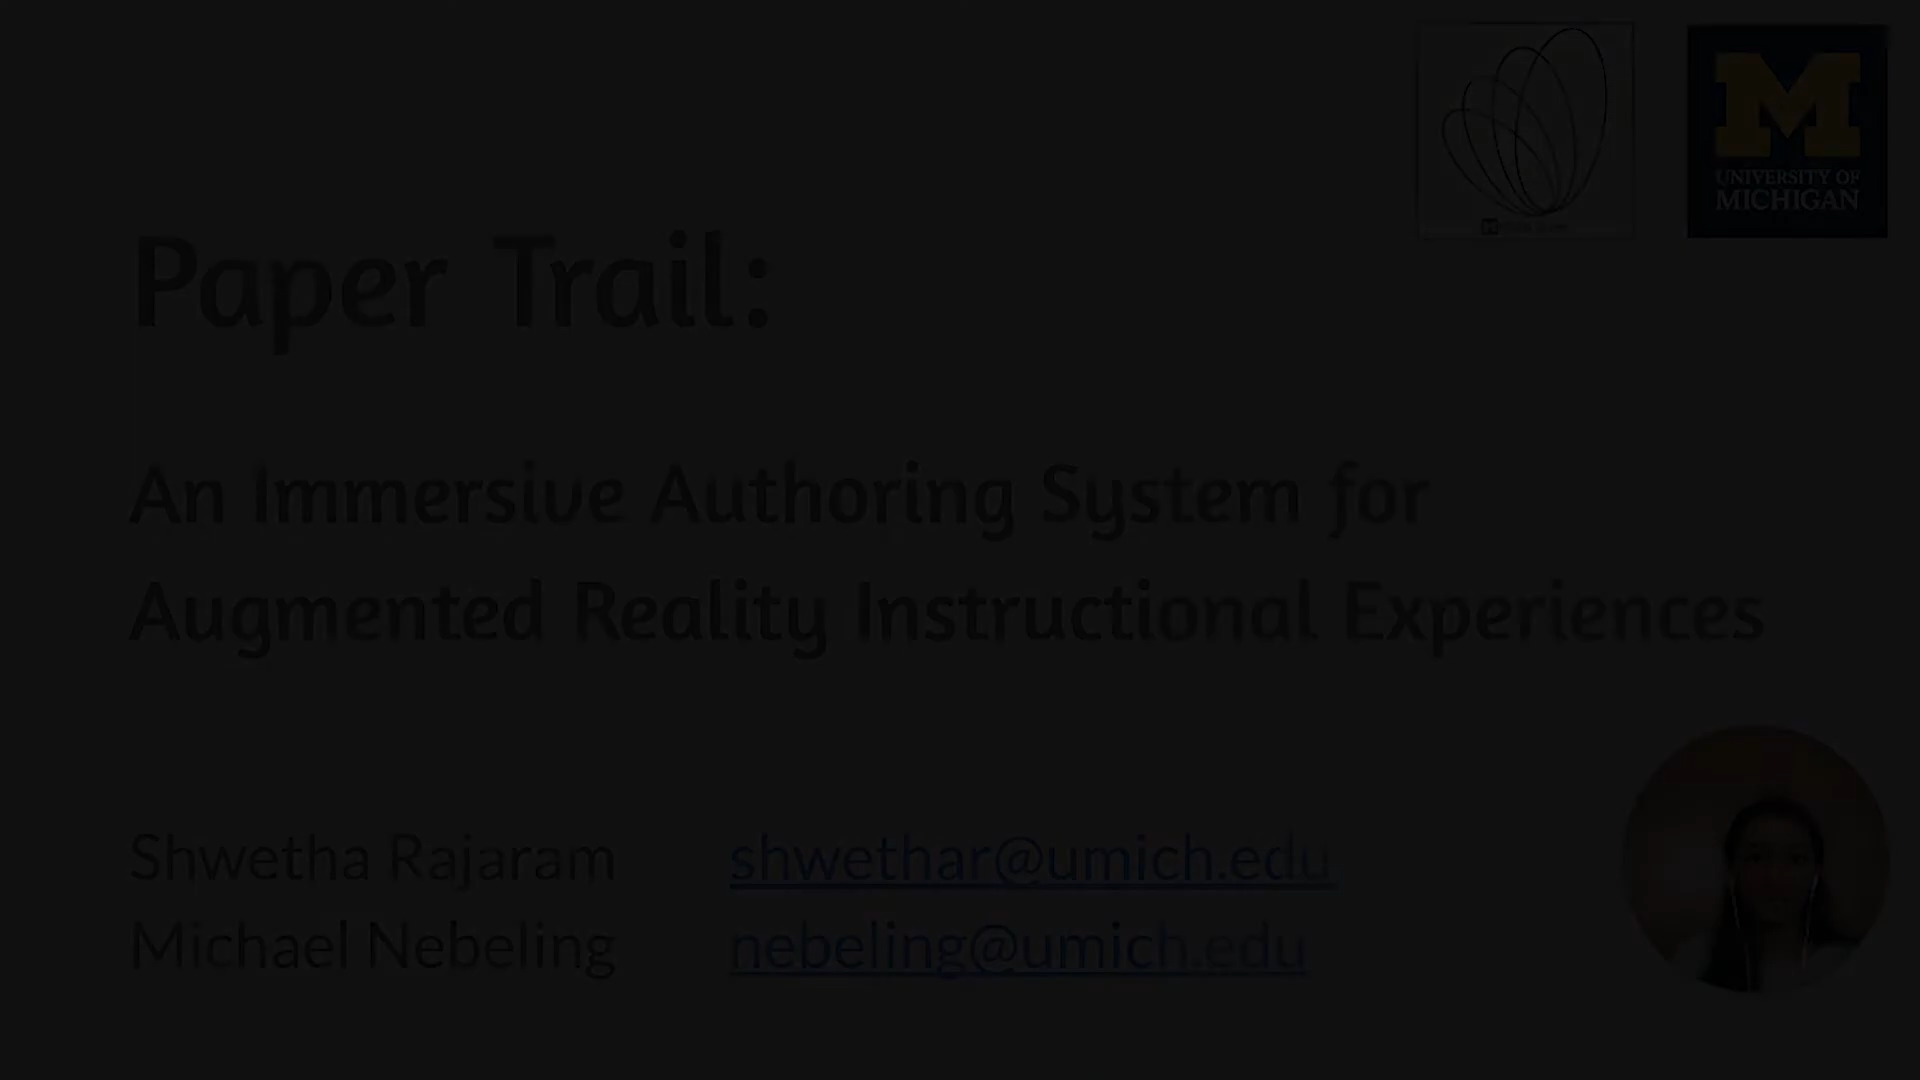 UNIVERSITY OF
MICHIGAN
Paper Trail:
An Immersive Authoring System for
Augmented Reality Instructional Experiences
Shwetha Rajaram shwethar@umich.edu
Michael Nebeling nebeling@umich.edu